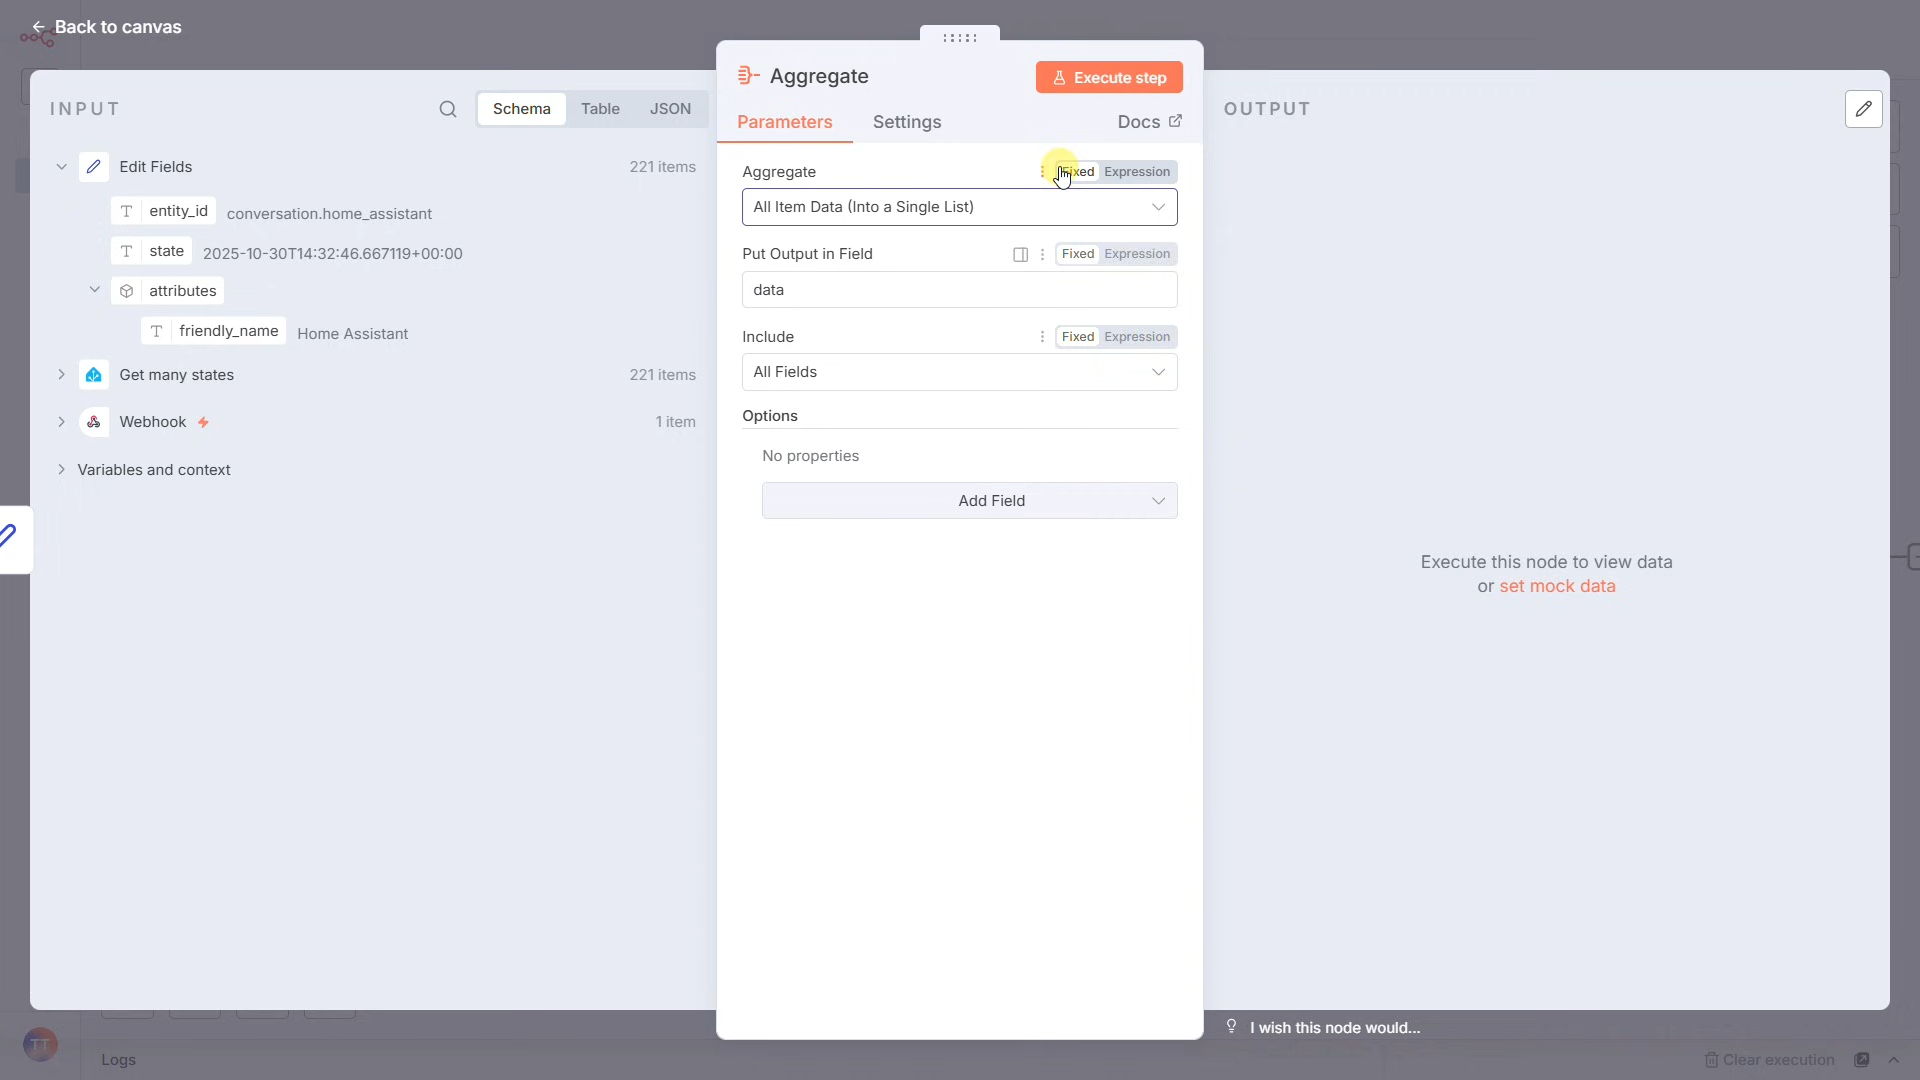 Back to canvas
INPUT
Schema
Table
JSON
Edit Fields
221 items
T entity_id conversation.home_assistant
T state 2025-10-30T14:32:46.667119+00:00
attributes
T friendly_name Home Assistant
Get many states
221 items
Webhook
1 item
Variables and context
Aggregate
Execute step
Parameters
Settings
Docs
Aggregate
Fixed Expression
All Item Data (Into a Single List)
Put Output in Field
Fixed Expression
data
Include
Fixed Expression
All Fields
Options
No properties
Add Field
OUTPUT
Execute this node to view data
or set mock data
I wish this node would...
TT
Logs
Clear execution